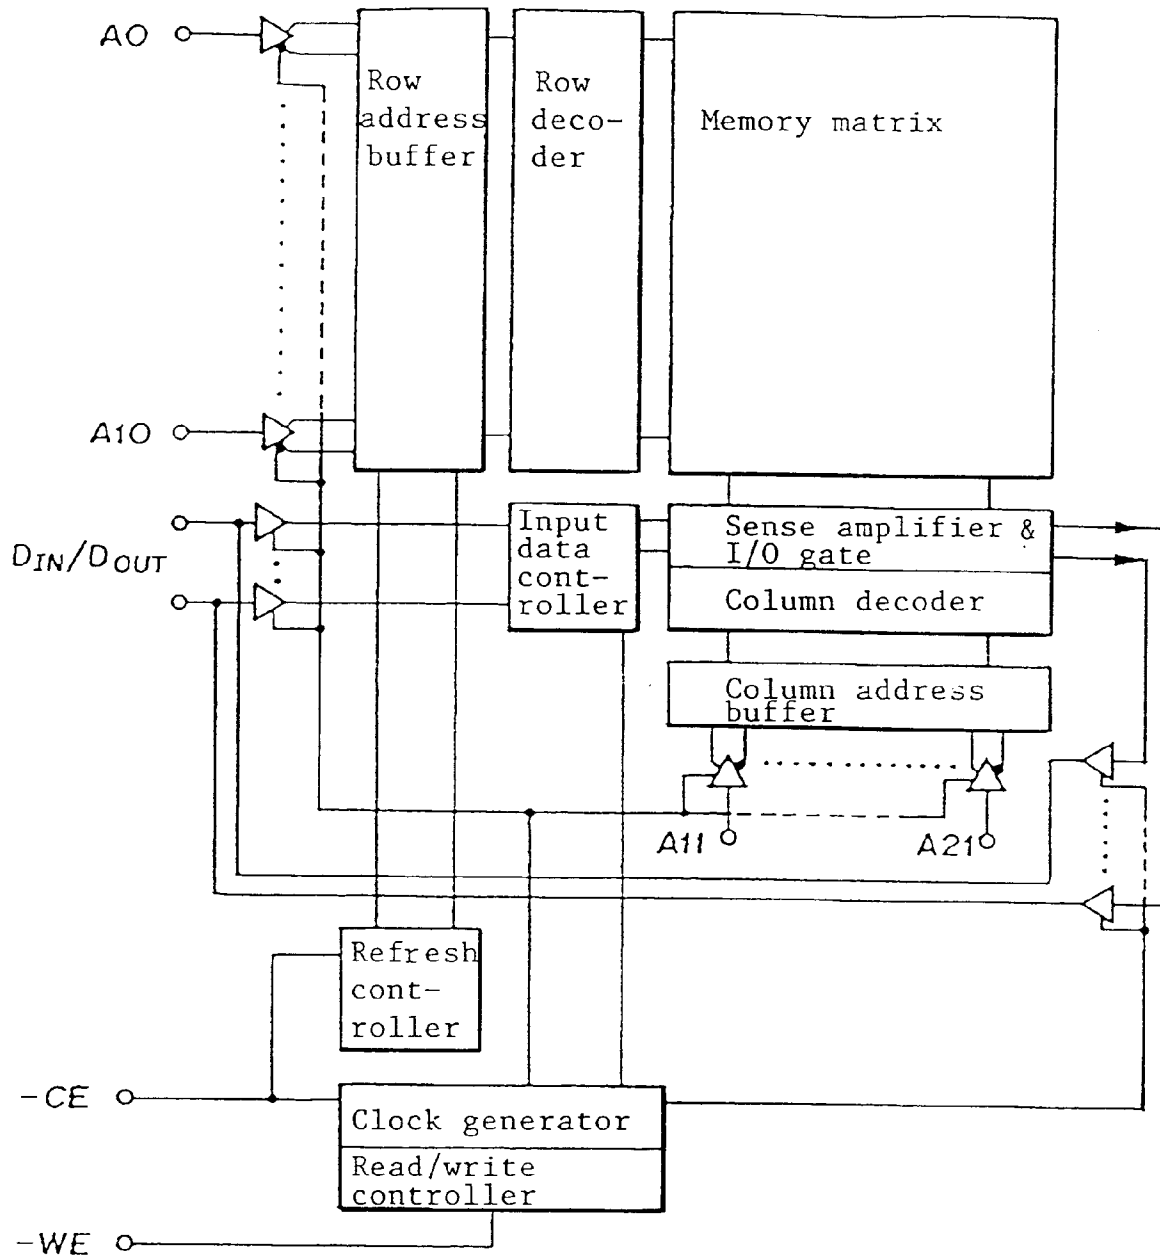 A0
Row
address
buffer
Row
deco-
der
Memory matrix
A10
DIN/DOUT
Input
data
cont-
roller
Sense amplifier &
I/O gate
Column decoder
Column address
buffer
A11
A21
Refresh
cont-
roller
-CE
Clock generator
Read/write
controller
-WE